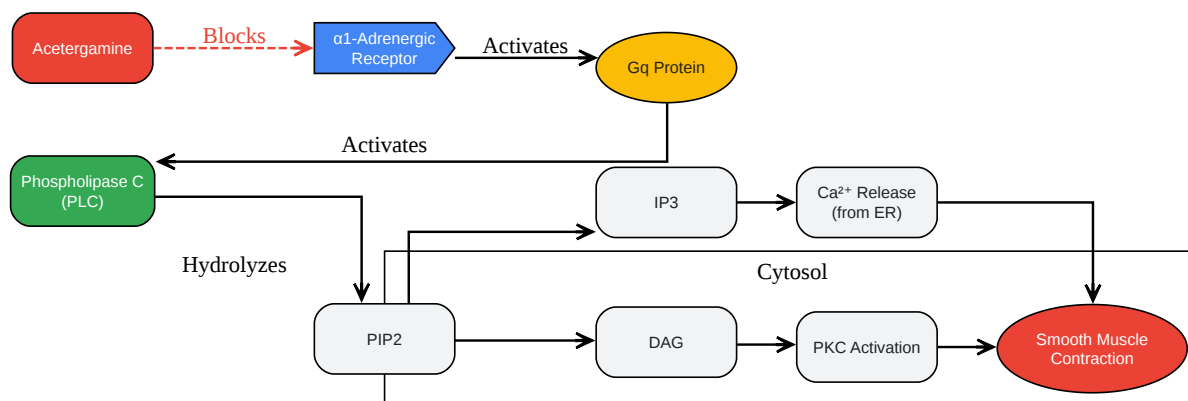 Acetergamine
Blocks
α1-Adrenergic
Receptor
Activates
Gq Protein
Activates
Phospholipase C
(PLC)
IP3
Ca²⁺ Release
(from ER)
Hydrolyzes
Cytosol
PIP2
DAG
PKC Activation
Smooth Muscle
Contraction